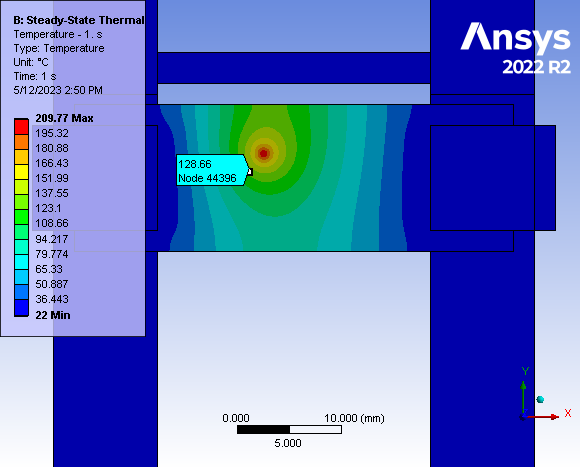 B: Steady-State Thermal
Temperature - 1. s
Type: Temperature
Unit: °C
Time: 1 s
5/12/2023 2:50 PM
209.77 Max
195.32
180.88
166.43
151.99
137.55
123.1
108.66
94.217
79.774
65.33
50.887
36.443
22 Min
Ansys
2022 R2
128.66
Node 44396
0.000 10.000 (mm)
5.000
Y
X